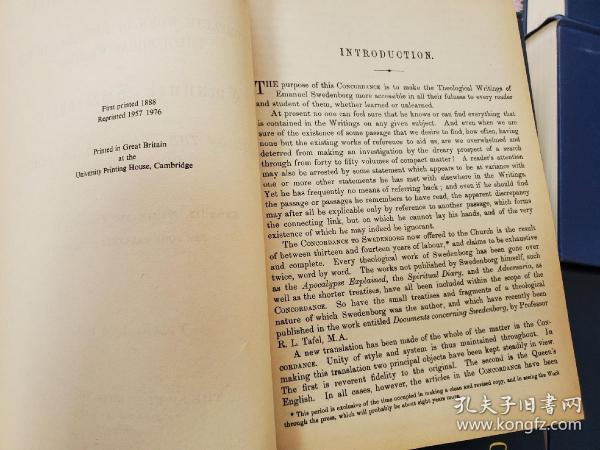 First printed 1888
Reprinted 1957 1976
Printed in Great Britain
at the
University Printing House, Cambridge
INTRODUCTION.
THE purpose of this CONCORDANCE is to make the Theological Writings of
Emanuel Swedenborg more accessible in all their fulness to every reader
and student of them, whether learned or unlearned.
At present no one can feel sure that he knows or can find everything that
is contained in the Writings on any given subject. And even when we are
sure of the existence of some passage that we desire to find, how often, having
none but the existing works of reference to aid us, are we overwhelmed and
deterred from making an investigation by the dreary prospect of a search
through from forty to fifty volumes of compact matter! A reader's attention
may also be arrested by some statement which appears to be at variance with
one or more other statements he has met with elsewhere in the Writings.
Yet he has frequently no means of referring back; and even if he should find
the passage or passages he remembers to have read, the apparent discrepancy
may after all be explicable only by reference to another passage, which forms
the connecting link, but on which he cannot lay his hands, and of the very
existence of which he may indeed be ignorant.
The CONCORDANCE TO SWEDENBORG now offered to the Church is the result
of between thirteen and fourteen years of labour,* and claims to be exhaustive
and complete. Every theological work of Swedenborg has been gone over
twice, word by word. The works not published by Swedenborg himself, such
as the Apocalypse Explained, the Spiritual Diary, and the Adversaria, as
well as the shorter treatises, have all been included within the scope of the
CONCORDANCE. So have the small treatises and fragments of a theological
nature of which Swedenborg was the author, and which have recently been
published in the work entitled Documents concerning Swedenborg, by Professor
R. L. Tafel, M.A.
A new translation has been made of the whole of the matter in the CON-
CORDANCE. Unity of style and system is thus maintained throughout. In
making this translation two principal objects have been kept steadily in view.
The first is reverent fidelity to the original. The second is the Queen's
English. In all cases, however, the articles in the CONCORDANCE have been
* This period is exclusive of the time occupied in making a clean and revised copy, and in seeing the Work
through the press, which will probably be about eight years more.
孔夫子旧书网
www.kongfz.com